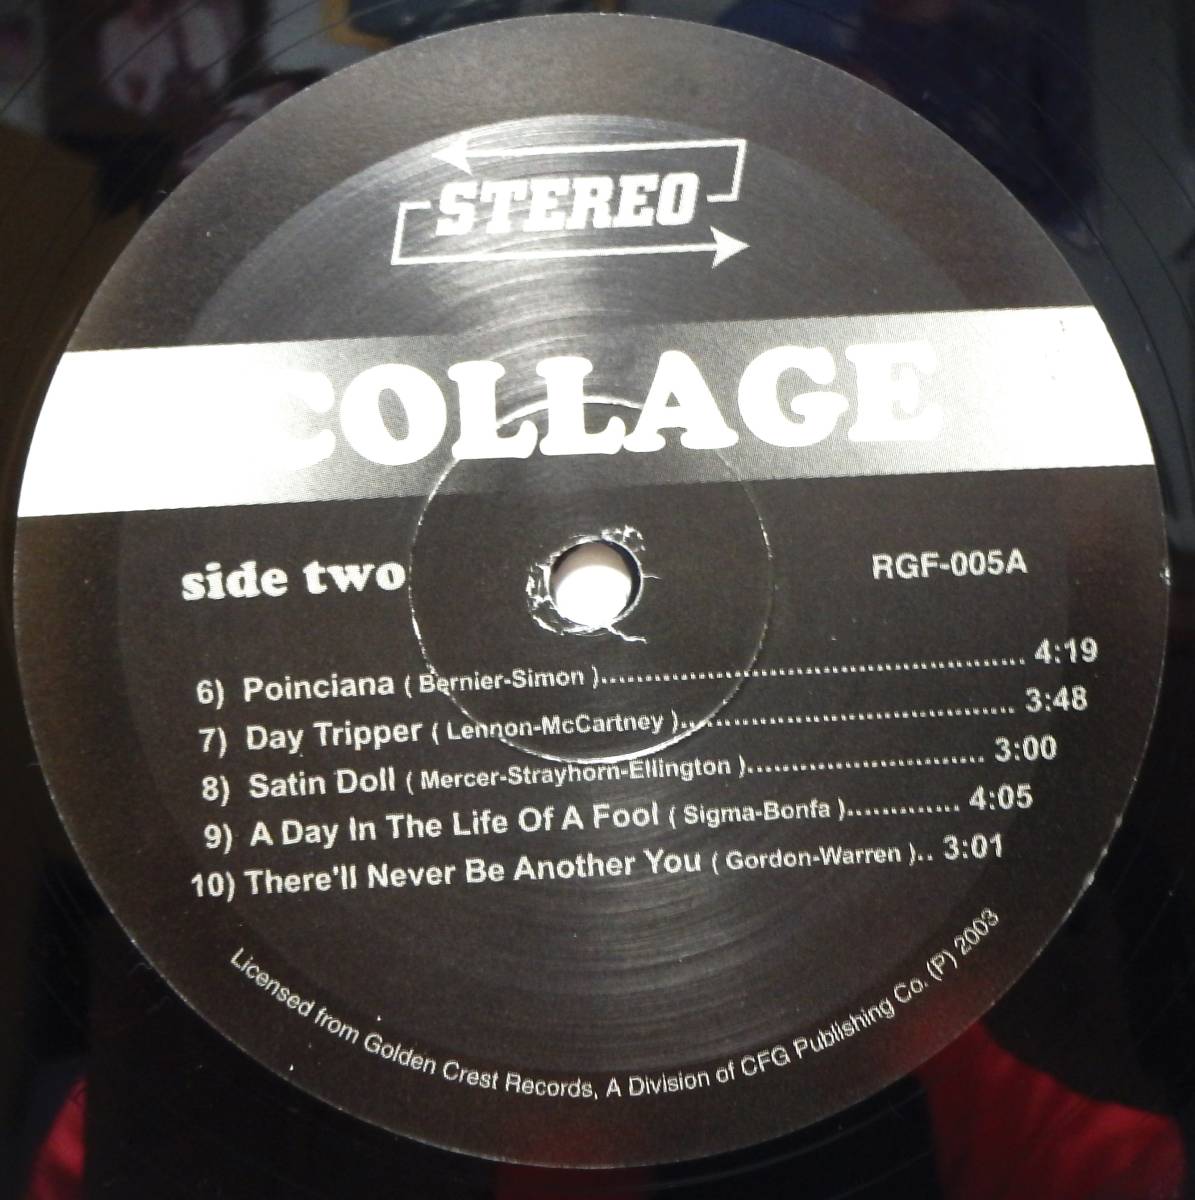 STEREO
COLLAGE
side two
RGF-005A
6) Poinciana ( Bernier-Simon )........................................................ 4:19
7) Day Tripper ( Lennon-McCartney )............................................ 3:48
8) Satin Doll ( Mercer-Strayhorn-Ellington )............................... 3:00
9) A Day In The Life Of A Fool ( Sigma-Bonfa )............. 4:05
10) There'll Never Be Another You ( Gordon-Warren ).. 3:01
Licensed from Golden Crest Records, A Division of CFG Publishing Co. (P) 2003